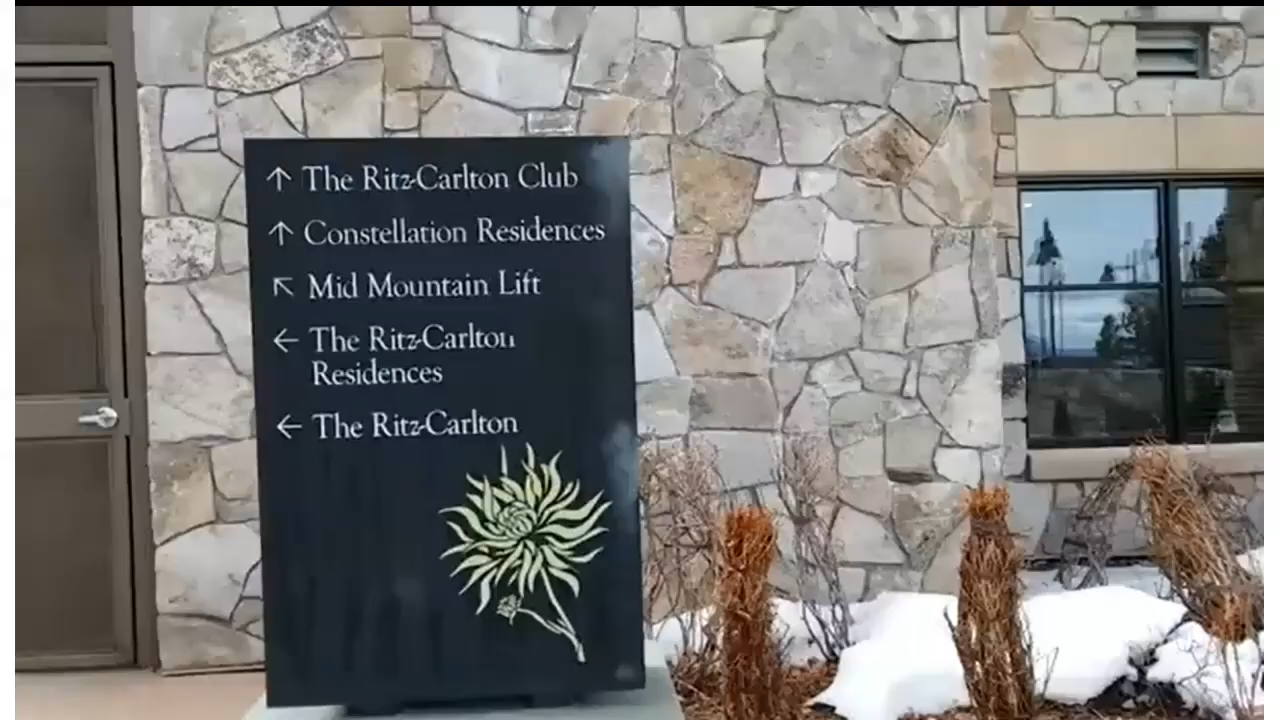 ↑ The Ritz-Carlton Club
↑ Constellation Residences
↖ Mid Mountain Lift
← The Ritz-Carlton
Residences
← The Ritz-Carlton